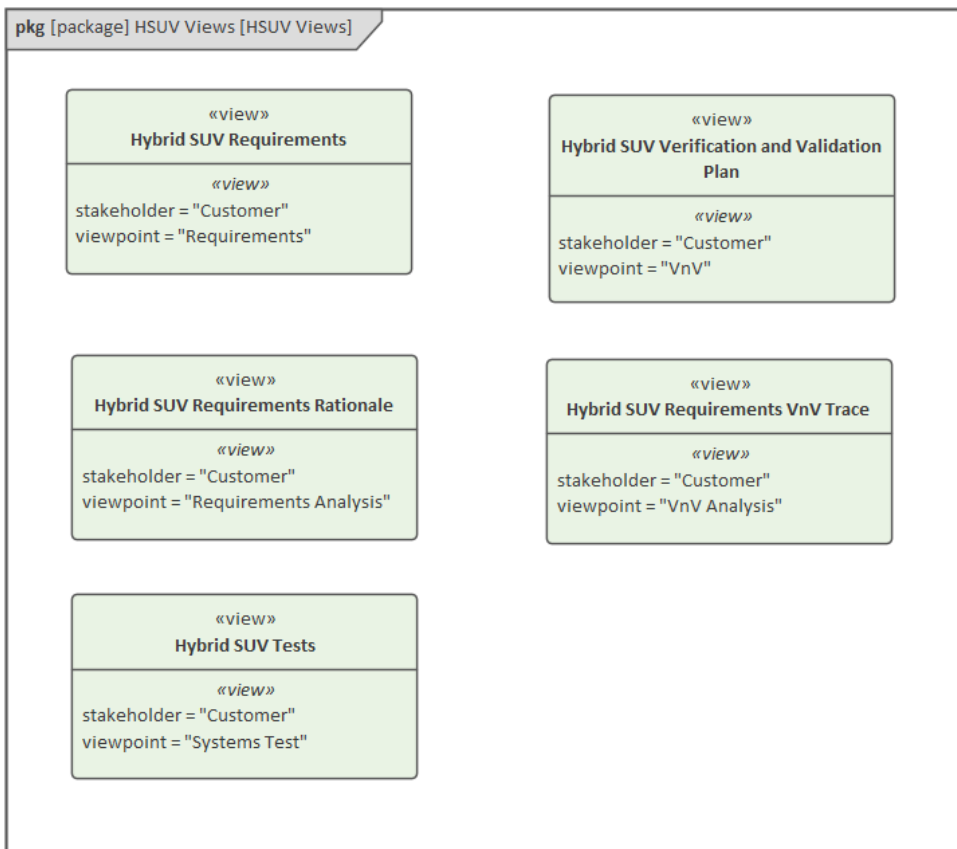 pkg [package] HSUV Views [HSUV Views]
«view»
Hybrid SUV Requirements
«view»
stakeholder = "Customer"
viewpoint = "Requirements"
«view»
Hybrid SUV Verification and Validation
Plan
«view»
stakeholder = "Customer"
viewpoint = "VnV"
«view»
Hybrid SUV Requirements Rationale
«view»
stakeholder = "Customer"
viewpoint = "Requirements Analysis"
«view»
Hybrid SUV Requirements VnV Trace
«view»
stakeholder = "Customer"
viewpoint = "VnV Analysis"
«view»
Hybrid SUV Tests
«view»
stakeholder = "Customer"
viewpoint = "Systems Test"